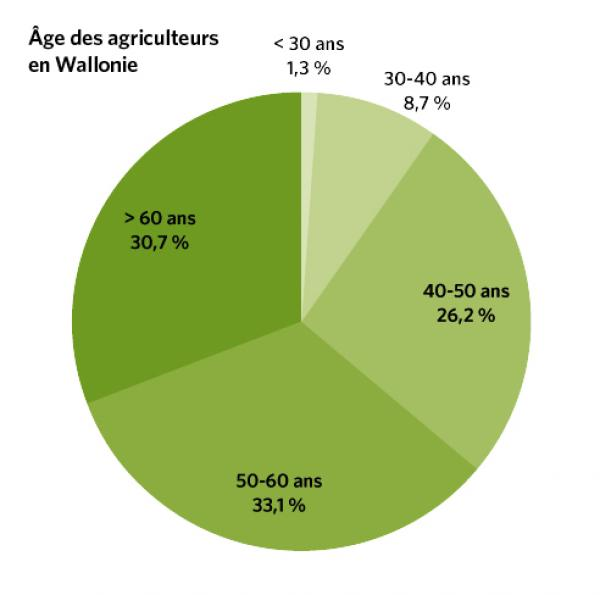 Âge des agriculteurs
en Wallonie
< 30 ans
1,3 %
30-40 ans
8,7 %
40-50 ans
26,2 %
50-60 ans
33,1 %
> 60 ans
30,7 %